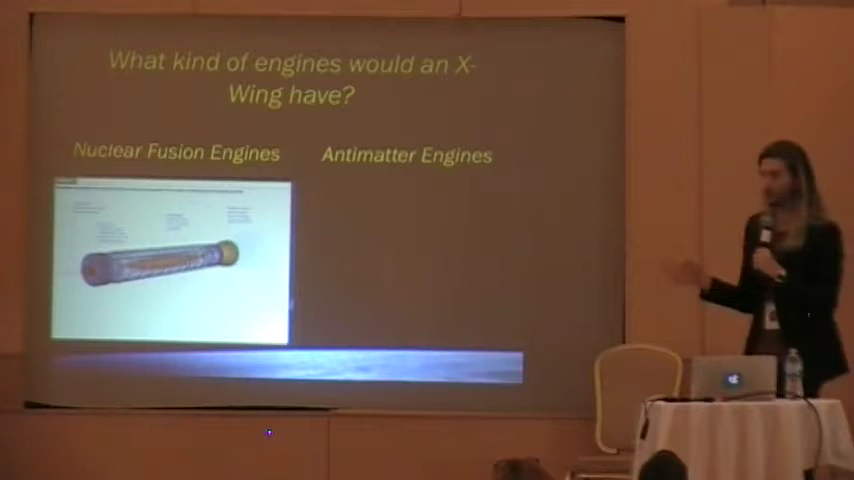 What kind of engines would an X-
Wing have?
Nuclear Fusion Engines
Antimatter Engines